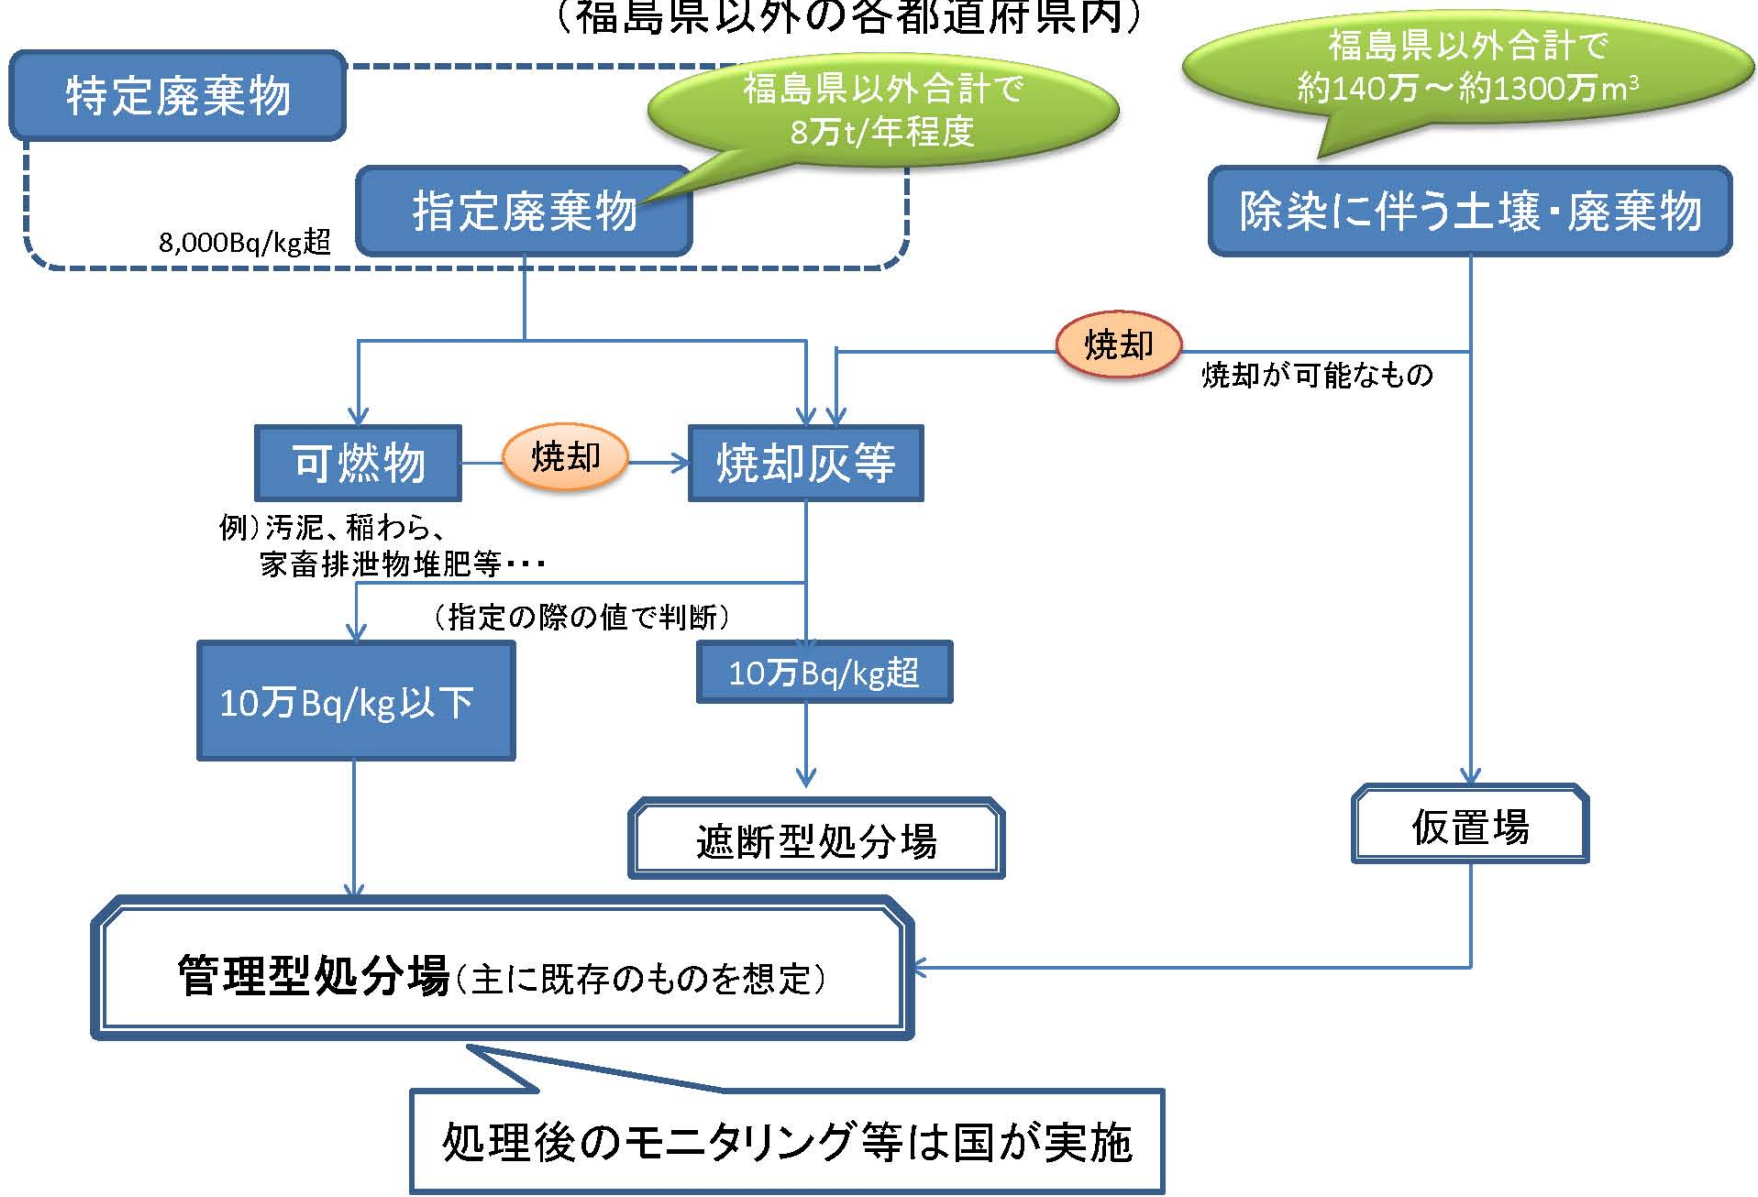 （福島県以外の各都道府県内）
特定廃棄物
福島県以外合計で
8万t/年程度
福島県以外合計で
約140万～約1300万m³
指定廃棄物
8,000Bq/kg超
除染に伴う土壌・廃棄物
焼却
焼却が可能なもの
可燃物
焼却
焼却灰等
例）汚泥、稲わら、
家畜排泄物堆肥等・・・
（指定の際の値で判断）
10万Bq/kg以下
10万Bq/kg超
遮断型処分場
仮置場
管理型処分場（主に既存のものを想定）
処理後のモニタリング等は国が実施